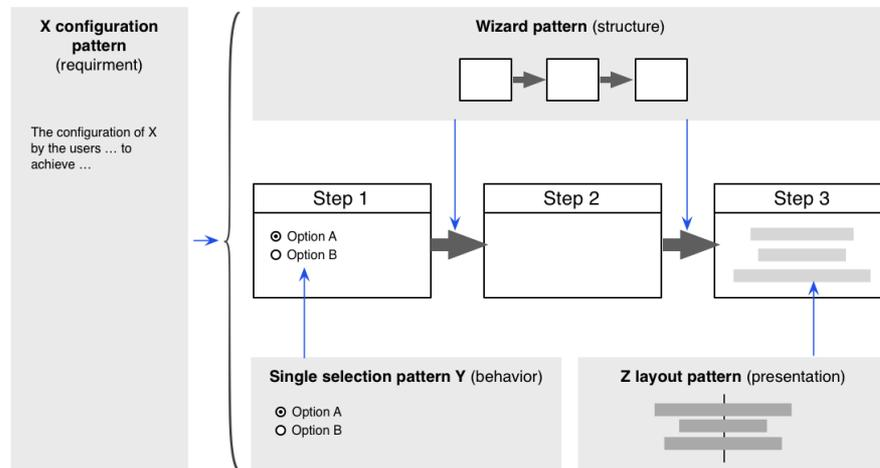 X configuration
pattern
(requirment)
The configuration of X
by the users … to
achieve …
Wizard pattern (structure)
Step 1
Option A
Option B
Step 2
Step 3
Single selection pattern Y (behavior)
Option A
Option B
Z layout pattern (presentation)